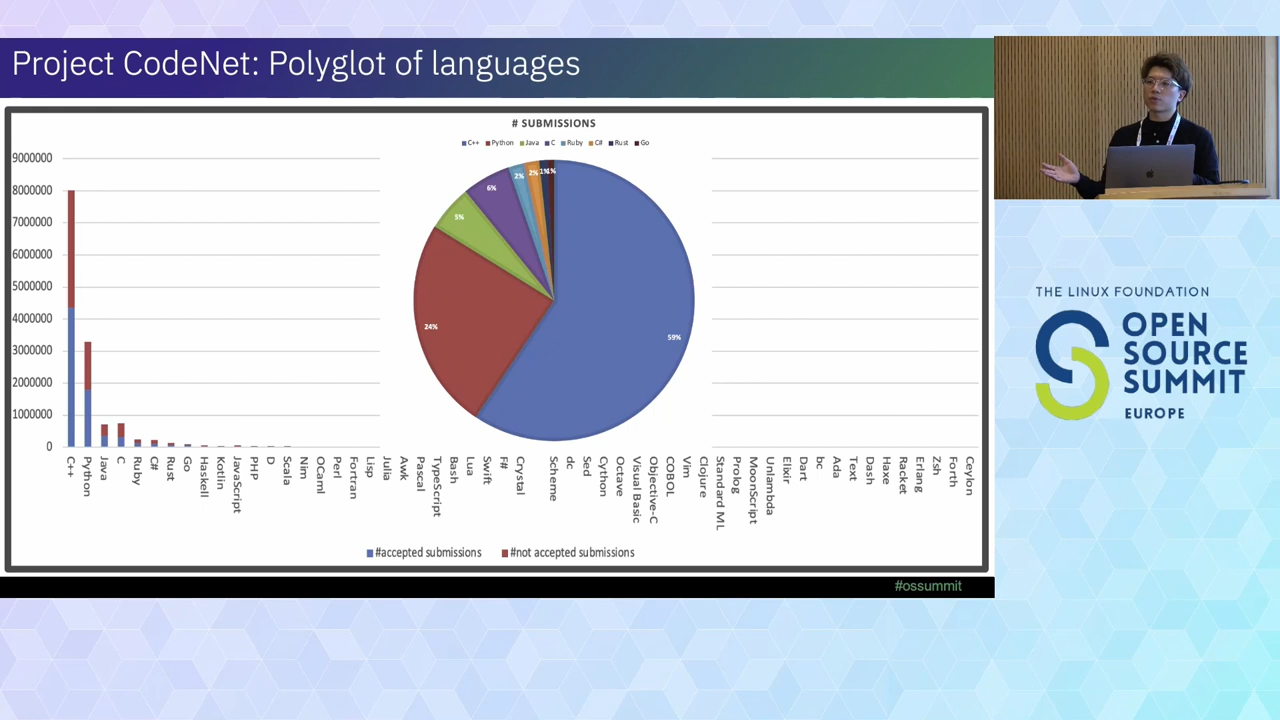 Project CodeNet: Polyglot of languages
# SUBMISSIONS
C++ Python Java C Ruby C# Rust Go
9000000
8000000
7000000
6000000
5000000
4000000
3000000
2000000
1000000
0
59%
24%
5%
6%
2%
2%
1%
1%
C++
Python
Java
C
Ruby
C#
Rust
Go
Haskell
Kotlin
JavaScript
PHP
D
Scala
Nim
OCaml
Perl
Fortran
Lisp
Julia
Awk
Pascal
TypeScript
Bash
Lua
Swift
F#
Crystal
Scheme
dc
Sed
Cython
Octave
Visual Basic
Objective-C
COBOL
Vim
Clojure
Standard ML
Prolog
MoonScript
Unlambda
Elixir
Dart
bc
Ada
Text
Dash
Haxe
Racket
Erlang
Zsh
Forth
Ceylon
#accepted submissions #not accepted submissions
#ossummit
THE LINUX FOUNDATION
OPEN
SOURCE
SUMMIT
EUROPE